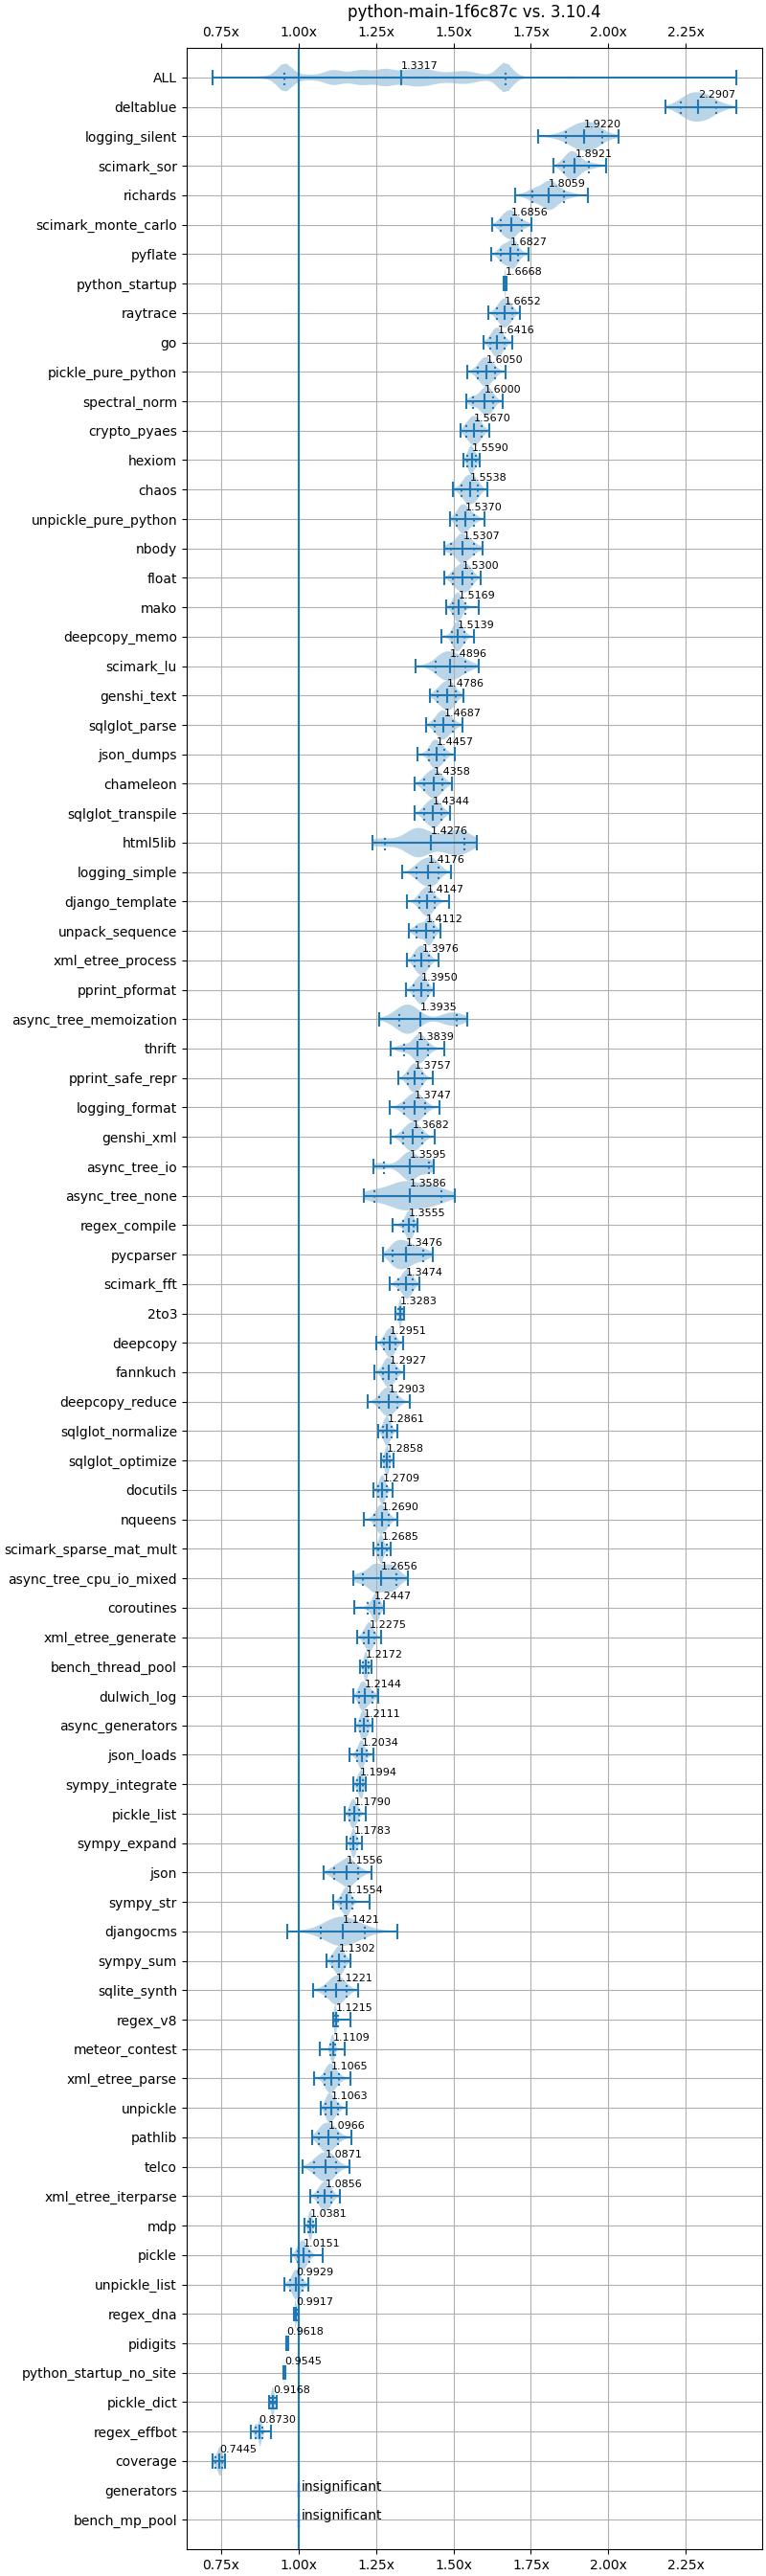 python-main-1f6c87c vs. 3.10.4
0.75x 1.00x 1.25x 1.50x 1.75x 2.00x 2.25x
ALL 1.3317
deltablue 2.2907
logging_silent 1.9220
scimark_sor 1.8921
richards 1.8059
scimark_monte_carlo 1.6856
pyflate 1.6827
python_startup 1.6668
raytrace 1.6652
go 1.6416
pickle_pure_python 1.6050
spectral_norm 1.6000
crypto_pyaes 1.5670
hexiom 1.5590
chaos 1.5538
unpickle_pure_python 1.5370
nbody 1.5307
float 1.5300
mako 1.5169
deepcopy_memo 1.5139
scimark_lu 1.4896
genshi_text 1.4786
sqlglot_parse 1.4687
json_dumps 1.4457
chameleon 1.4358
sqlglot_transpile 1.4344
html5lib 1.4276
logging_simple 1.4176
django_template 1.4147
unpack_sequence 1.4112
xml_etree_process 1.3976
pprint_pformat 1.3950
async_tree_memoization 1.3935
thrift 1.3839
pprint_safe_repr 1.3757
logging_format 1.3747
genshi_xml 1.3682
async_tree_io 1.3595
async_tree_none 1.3586
regex_compile 1.3555
pycparser 1.3476
scimark_fft 1.3474
2to3 1.3283
deepcopy 1.2951
fannkuch 1.2927
deepcopy_reduce 1.2903
sqlglot_normalize 1.2861
sqlglot_optimize 1.2858
docutils 1.2709
nqueens 1.2690
scimark_sparse_mat_mult 1.2685
async_tree_cpu_io_mixed 1.2656
coroutines 1.2447
xml_etree_generate 1.2275
bench_thread_pool 1.2172
dulwich_log 1.2144
async_generators 1.2111
json_loads 1.2034
sympy_integrate 1.1994
pickle_list 1.1790
sympy_expand 1.1783
json 1.1556
sympy_str 1.1554
djangocms 1.1421
sympy_sum 1.1302
sqlite_synth 1.1221
regex_v8 1.1215
meteor_contest 1.1109
xml_etree_parse 1.1065
unpickle 1.1063
pathlib 1.0966
telco 1.0871
xml_etree_iterparse 1.0856
mdp 1.0381
pickle 1.0151
unpickle_list 0.9929
regex_dna 0.9917
pidigits 0.9618
python_startup_no_site 0.9545
pickle_dict 0.9168
regex_effbot 0.8730
coverage 0.7445
generators insignificant
bench_mp_pool insignificant
0.75x 1.00x 1.25x 1.50x 1.75x 2.00x 2.25x